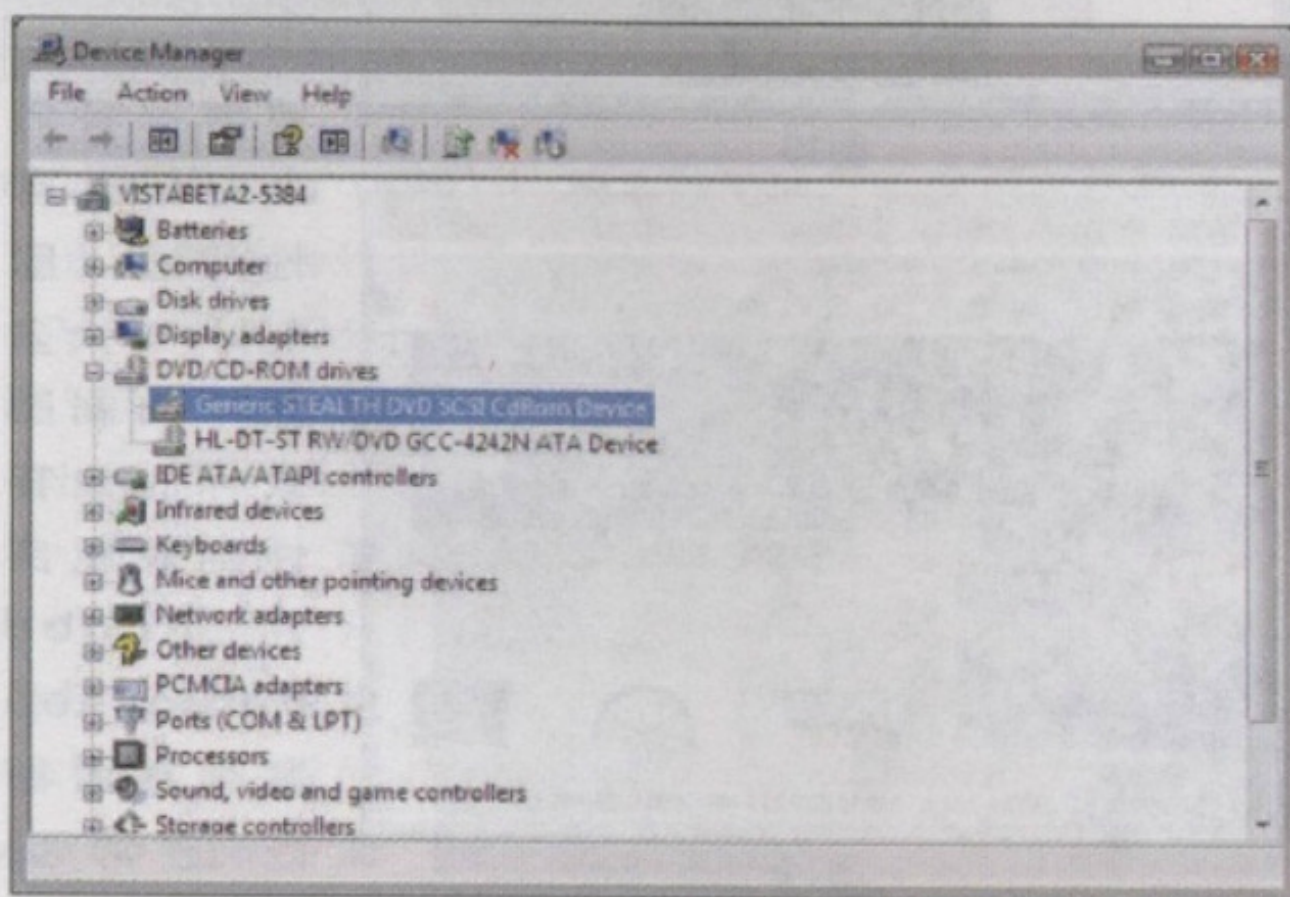 Device Manager
File Action View Help
VISTABETA2-5384
Batteries
Computer
Disk drives
Display adapters
DVD/CD-ROM drives
Generic STEALTH DVD SCSI CdRom Device
HL-DT-ST RW/DVD GCC-4242N ATA Device
IDE ATA/ATAPI controllers
Infrared devices
Keyboards
Mice and other pointing devices
Network adapters
Other devices
PCMCIA adapters
Ports (COM & LPT)
Processors
Sound, video and game controllers
Storage controllers